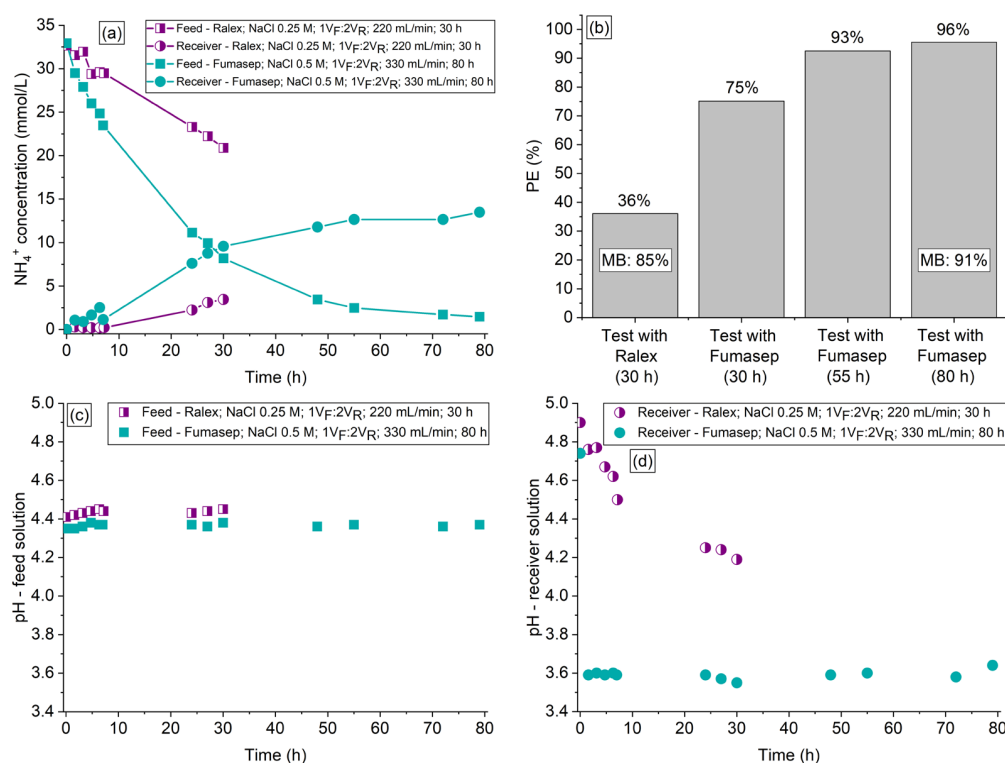 (a)
Feed - Ralex; NaCl 0.25 M; 1VF:2VR; 220 mL/min; 30 h
Receiver - Ralex; NaCl 0.25 M; 1VF:2VR; 220 mL/min; 30 h
Feed - Fumasep; NaCl 0.5 M; 1VF:2VR; 330 mL/min; 80 h
Receiver - Fumasep; NaCl 0.5 M; 1VF:2VR; 330 mL/min; 80 h
NH4+ concentration (mmol/L)
35
30
25
20
15
10
5
0
0 10 20 30 40 50 60 70 80
Time (h)
(b)
PE (%)
100
90
80
70
60
50
40
30
20
10
0
36%
75%
93%
96%
MB: 85%
MB: 91%
Test with Ralex (30 h)
Test with Fumasep (30 h)
Test with Fumasep (55 h)
Test with Fumasep (80 h)
(c)
Feed - Ralex; NaCl 0.25 M; 1VF:2VR; 220 mL/min; 30 h
Feed - Fumasep; NaCl 0.5 M; 1VF:2VR; 330 mL/min; 80 h
pH - feed solution
5.0
4.8
4.6
4.4
4.2
4.0
3.8
3.6
3.4
0 10 20 30 40 50 60 70 80
Time (h)
Receiver - Ralex; NaCl 0.25 M; 1VF:2VR; 220 mL/min; 30 h
Receiver - Fumasep; NaCl 0.5 M; 1VF:2VR; 330 mL/min; 80 h
(d)
pH - receiver solution
5.0
4.8
4.6
4.4
4.2
4.0
3.8
3.6
3.4
0 10 20 30 40 50 60 70 80
Time (h)